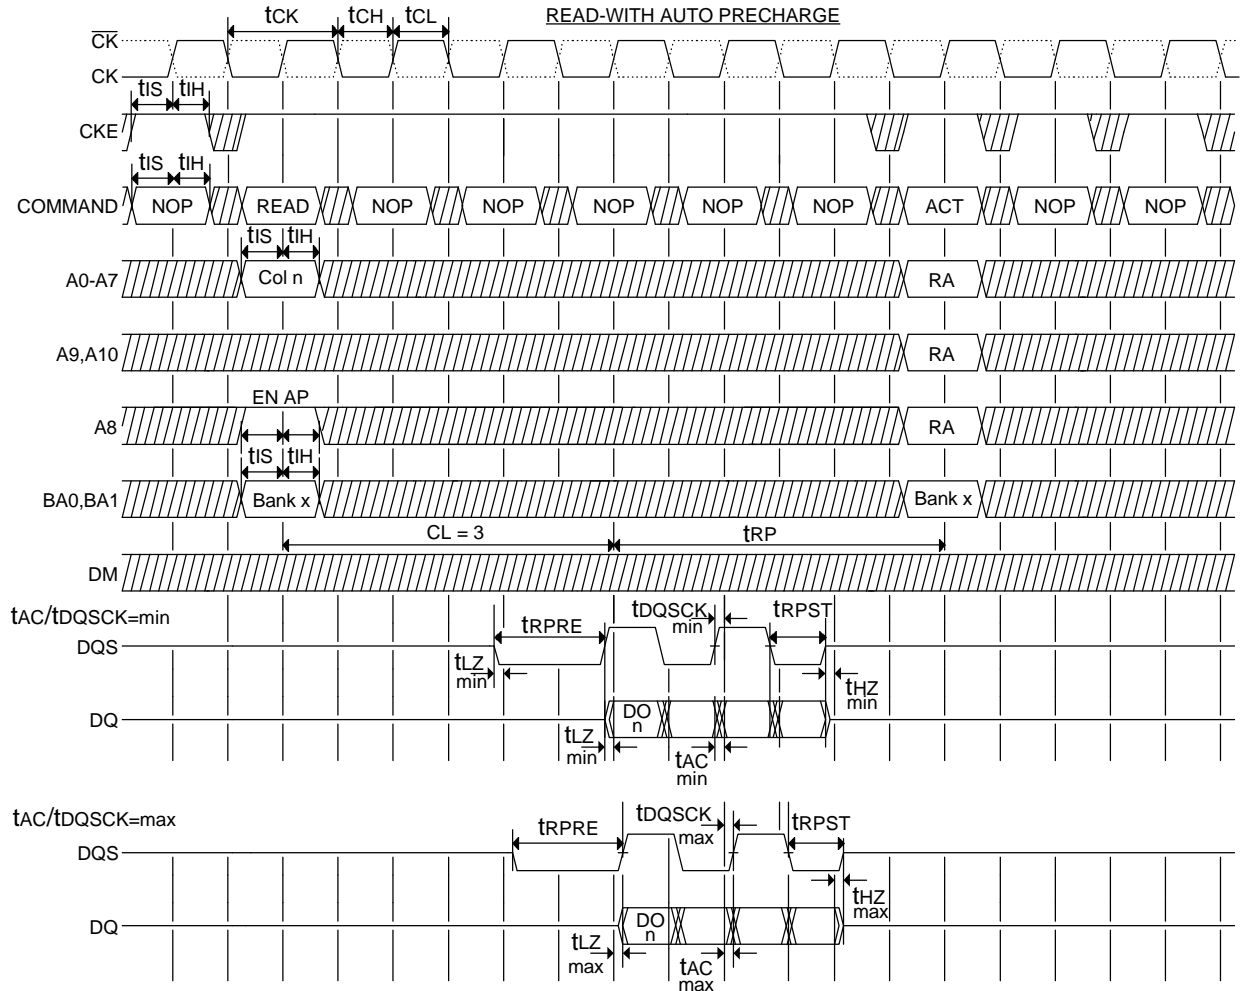 READ-WITH AUTO PRECHARGE
tCK tCH tCL
CK
CK
tIS tIH
CKE
tIS tIH
COMMAND NOP READ NOP NOP NOP NOP NOP ACT NOP NOP
tIS tIH
A0-A7 Col n RA
A9,A10 RA
EN AP
A8 RA
tIS tIH
BA0,BA1 Bank x Bank x
CL = 3 tRP
DM
tAC/tDQSCK=min
tRPRE tDQSCK min tRPST
DQS
tLZ min tHZ min
DQ DO n
tLZ min tAC min
tAC/tDQSCK=max
tRPRE tDQSCK max tRPST
DQS
tHZ max
DQ DO n
tLZ max tAC max